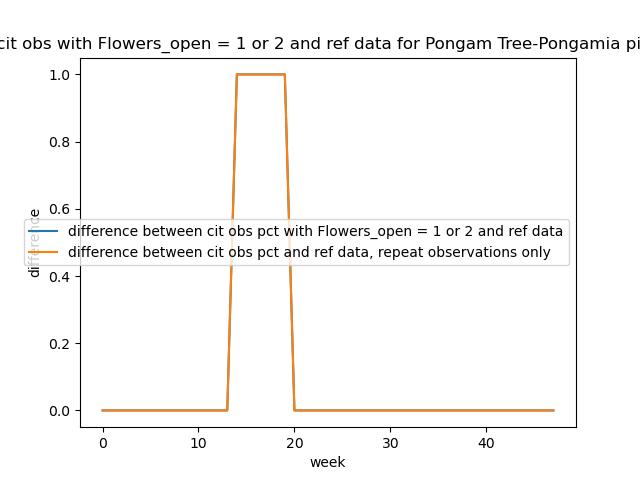 cit obs with Flowers_open = 1 or 2 and ref data for Pongam Tree-Pongamia pi
1.0
0.8
0.6
0.4
0.2
0.0
difference
difference between cit obs pct with Flowers_open = 1 or 2 and ref data
difference between cit obs pct and ref data, repeat observations only
0 10 20 30 40
week